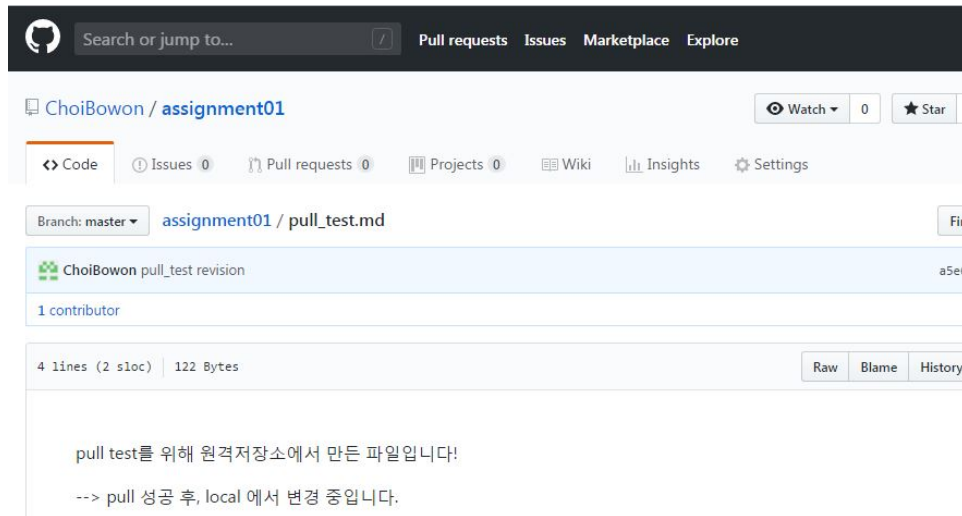 Search or jump to... /
Pull requests Issues Marketplace Explore
ChoiBowon / assignment01
Watch 0 Star
Code Issues 0 Pull requests 0 Projects 0 Wiki Insights Settings
Branch: master assignment01 / pull_test.md
ChoiBowon pull_test revision
1 contributor
4 lines (2 sloc) 122 Bytes Raw Blame History
pull test를 위해 원격저장소에서 만든 파일입니다!
--> pull 성공 후, local 에서 변경 중입니다.